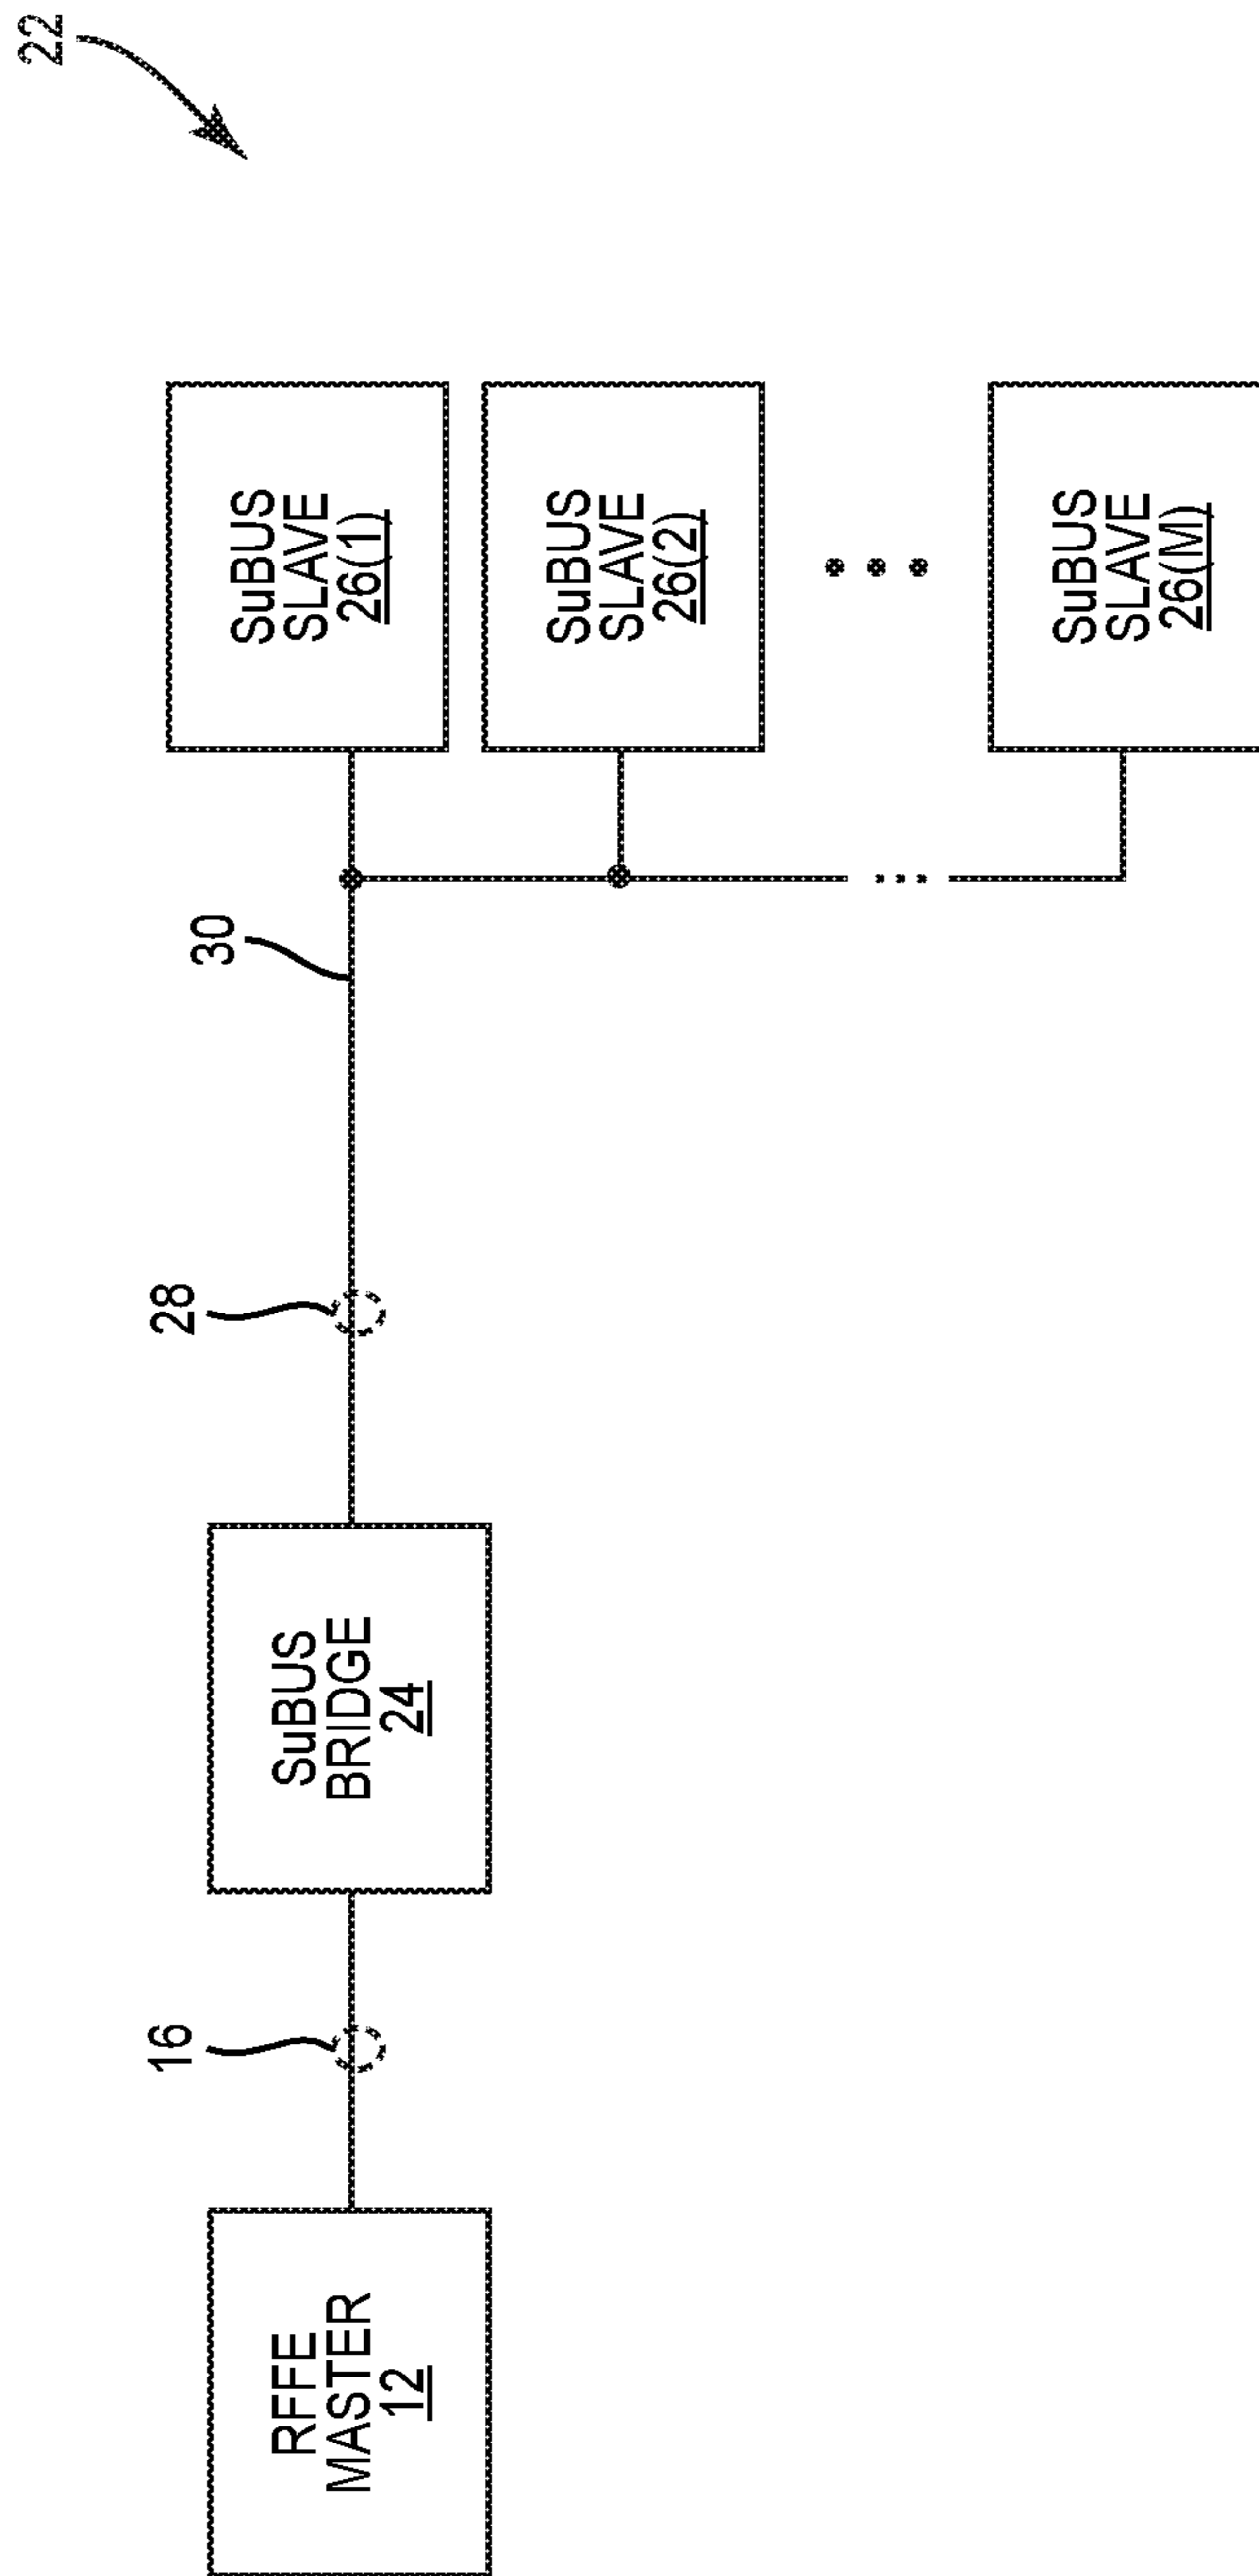 22
RFFE
MASTER
12
16
SuBUS
BRIDGE
24
28
30
SuBUS
SLAVE
26(1)
SuBUS
SLAVE
26(2)
SuBUS
SLAVE
26(M)